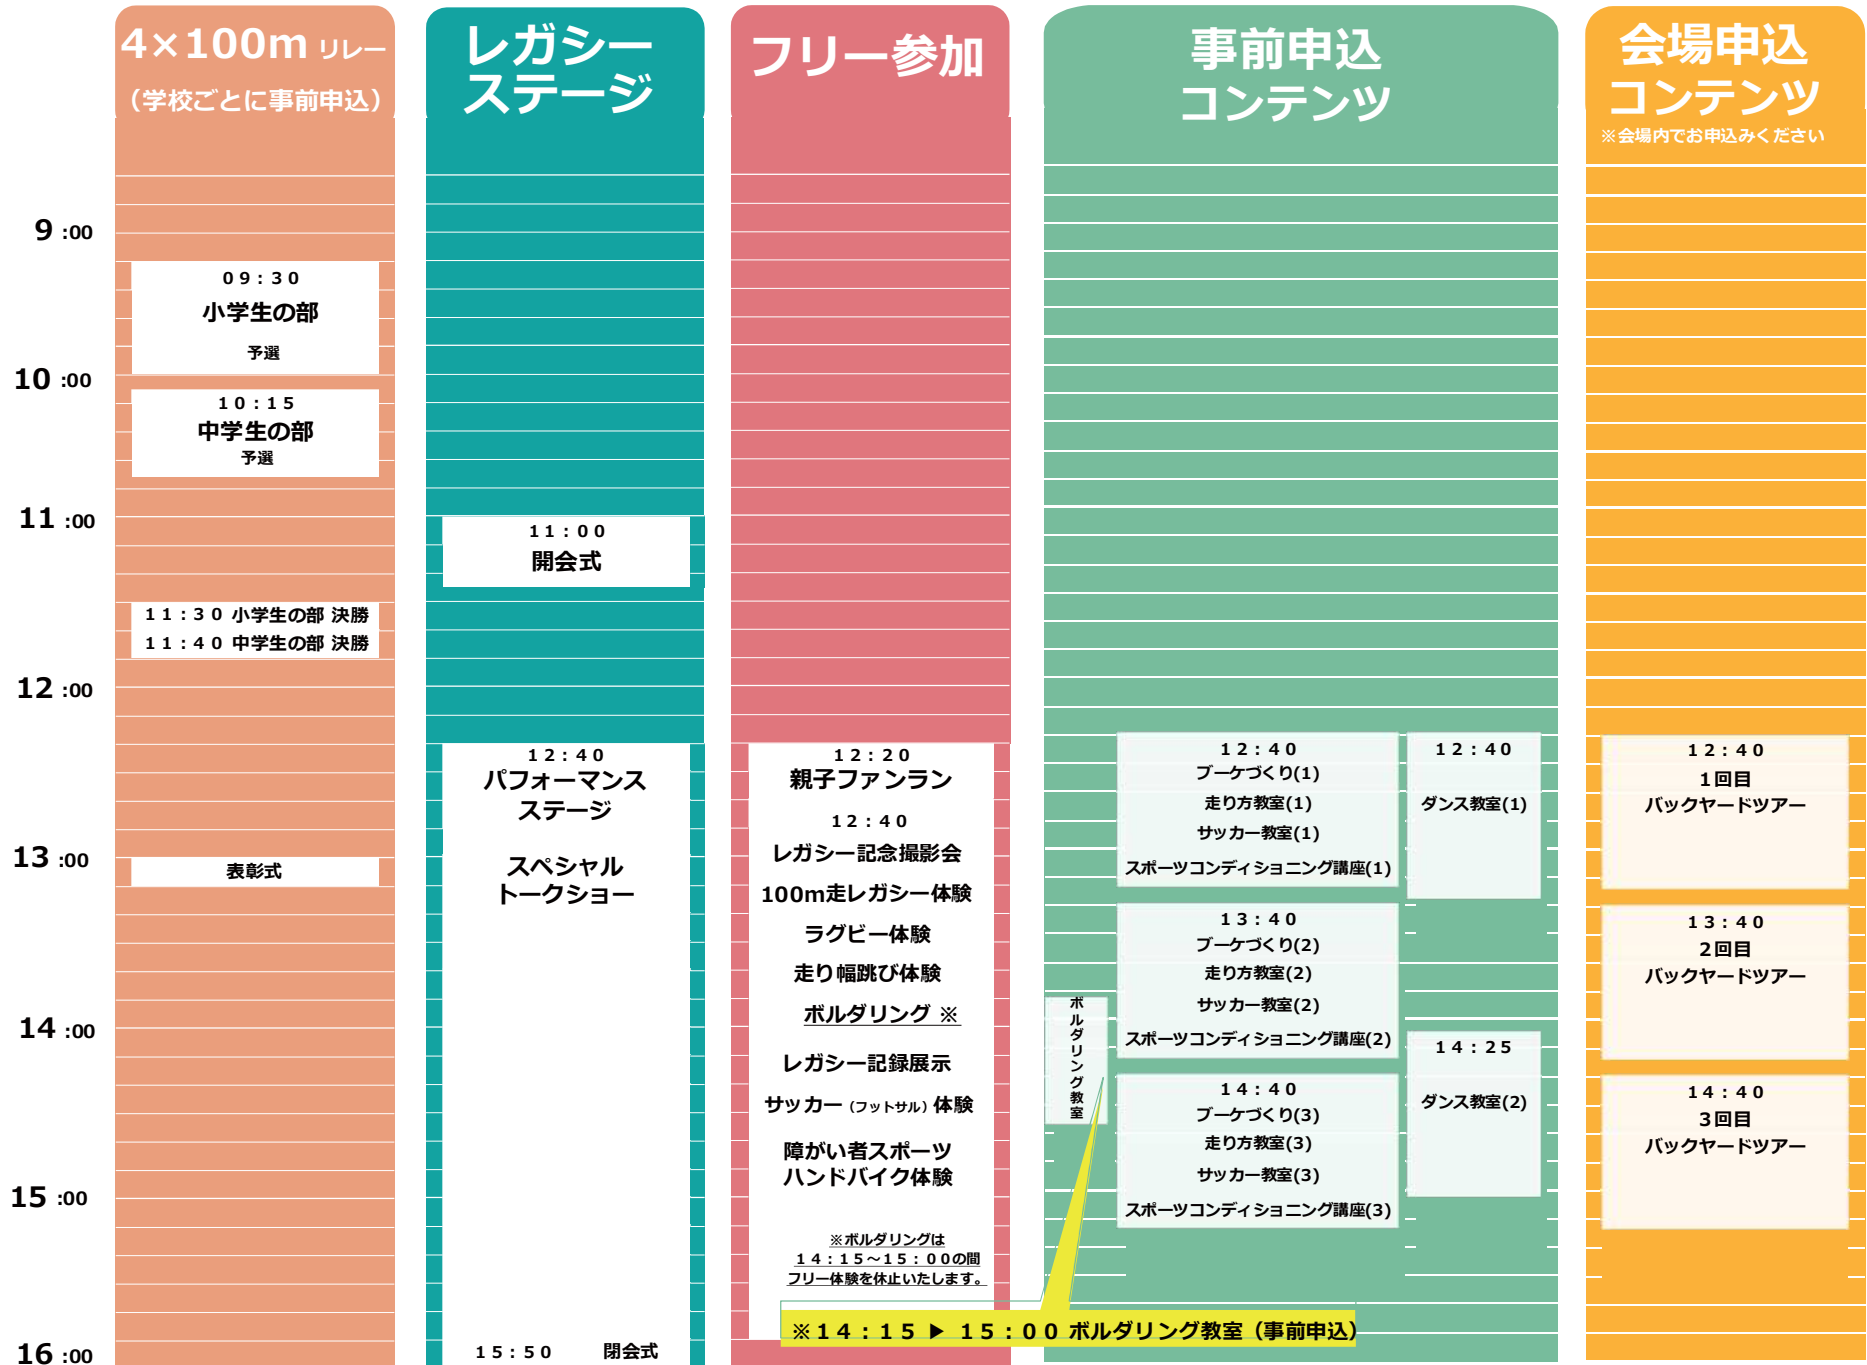 4×100m リレー
（学校ごとに事前申込）
レガシー
ステージ
フリー参加
事前申込
コンテンツ
会場申込
コンテンツ
※会場内でお申込みください
9 :00
10 :00
11 :00
12 :00
13 :00
14 :00
15 :00
16 :00
09：30
小学生の部
予選
10：15
中学生の部
予選
11：30 小学生の部 決勝
11：40 中学生の部 決勝
表彰式
11：00
開会式
12：40
パフォーマンス
ステージ
スペシャル
トークショー
15：50 閉会式
12：20
親子ファンラン
12：40
レガシー記念撮影会
100m走レガシー体験
ラグビー体験
走り幅跳び体験
ボルダリング ※
レガシー記録展示
サッカー（フットサル）体験
障がい者スポーツ
ハンドバイク体験
※ボルダリングは
14：15～15：00の間
フリー体験を休止いたします。
ボルダリング教室
12：40
ブーケづくり(1)
走り方教室(1)
サッカー教室(1)
スポーツコンディショニング講座(1)
13：40
ブーケづくり(2)
走り方教室(2)
サッカー教室(2)
スポーツコンディショニング講座(2)
14：40
ブーケづくり(3)
走り方教室(3)
サッカー教室(3)
スポーツコンディショニング講座(3)
12：40
ダンス教室(1)
14：25
ダンス教室(2)
※14：15 ▶ 15：00 ボルダリング教室（事前申込）
12：40
1回目
バックヤードツアー
13：40
2回目
バックヤードツアー
14：40
3回目
バックヤードツアー